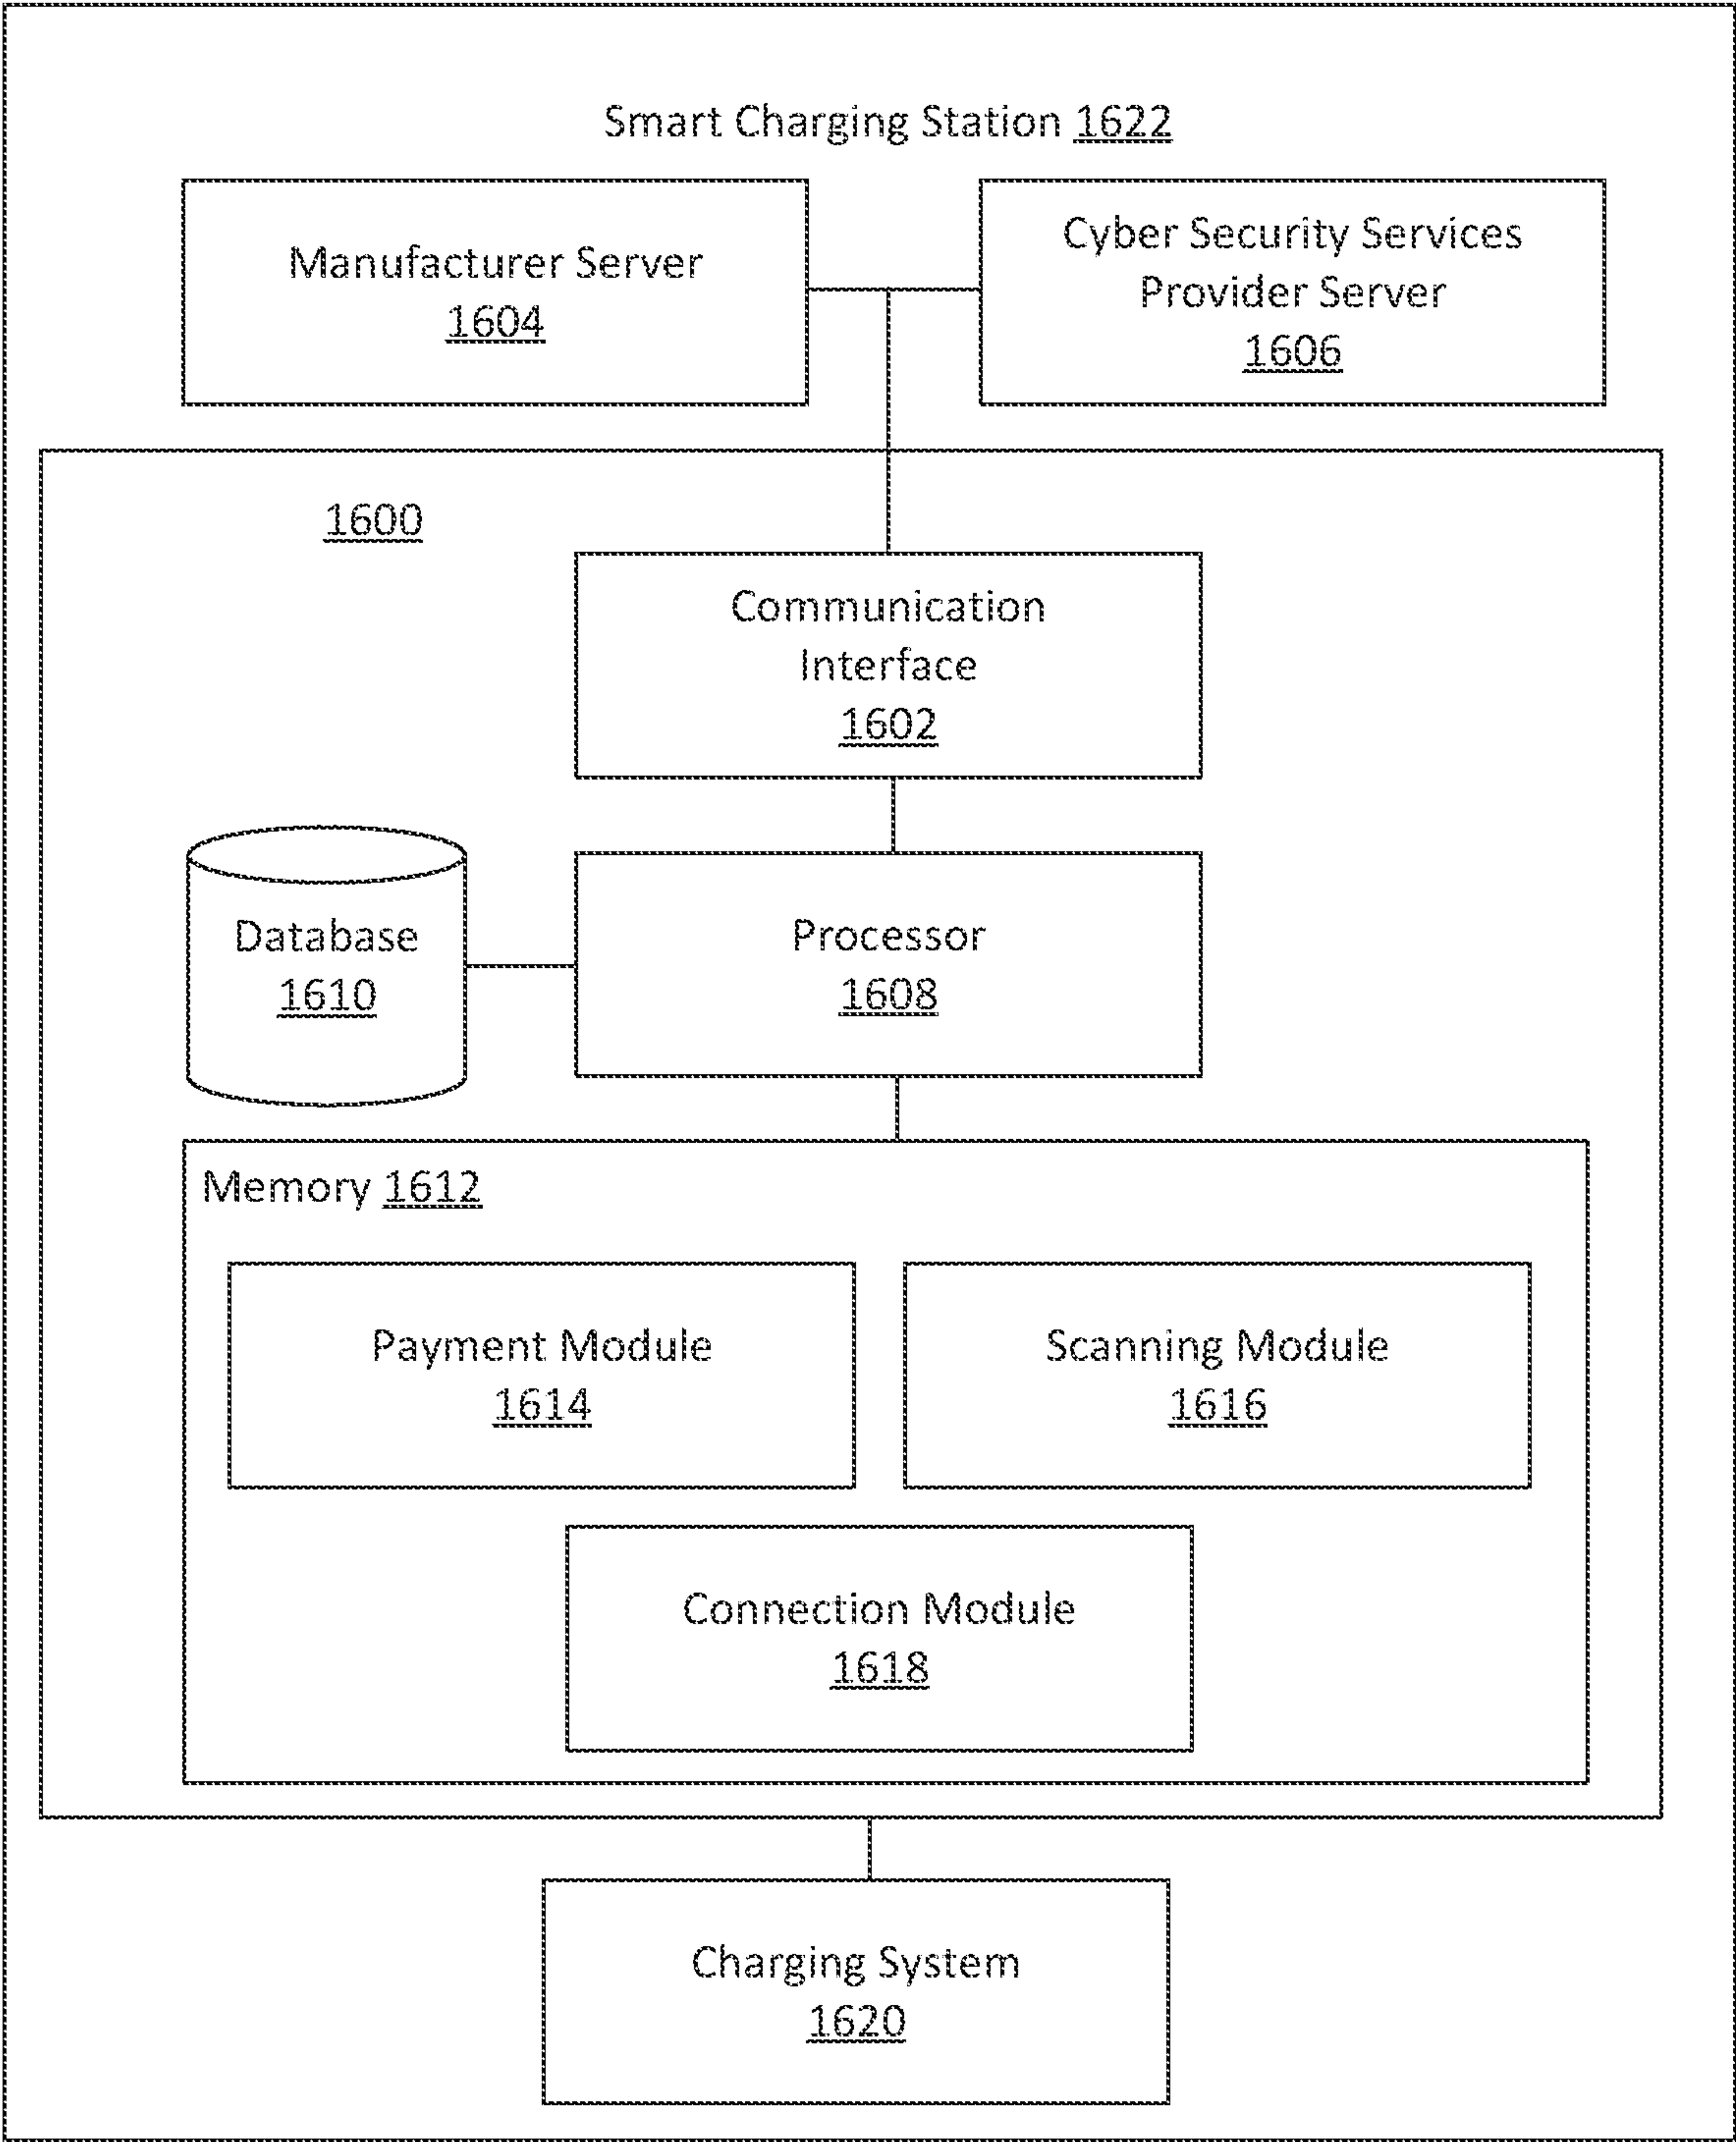 Smart Charging Station 1622
Manufacturer Server
1604
Cyber Security Services
Provider Server
1606
1600
Communication
Interface
1602
Database
1610
Processor
1608
Memory 1612
Payment Module
1614
Scanning Module
1616
Connection Module
1618
Charging System
1620